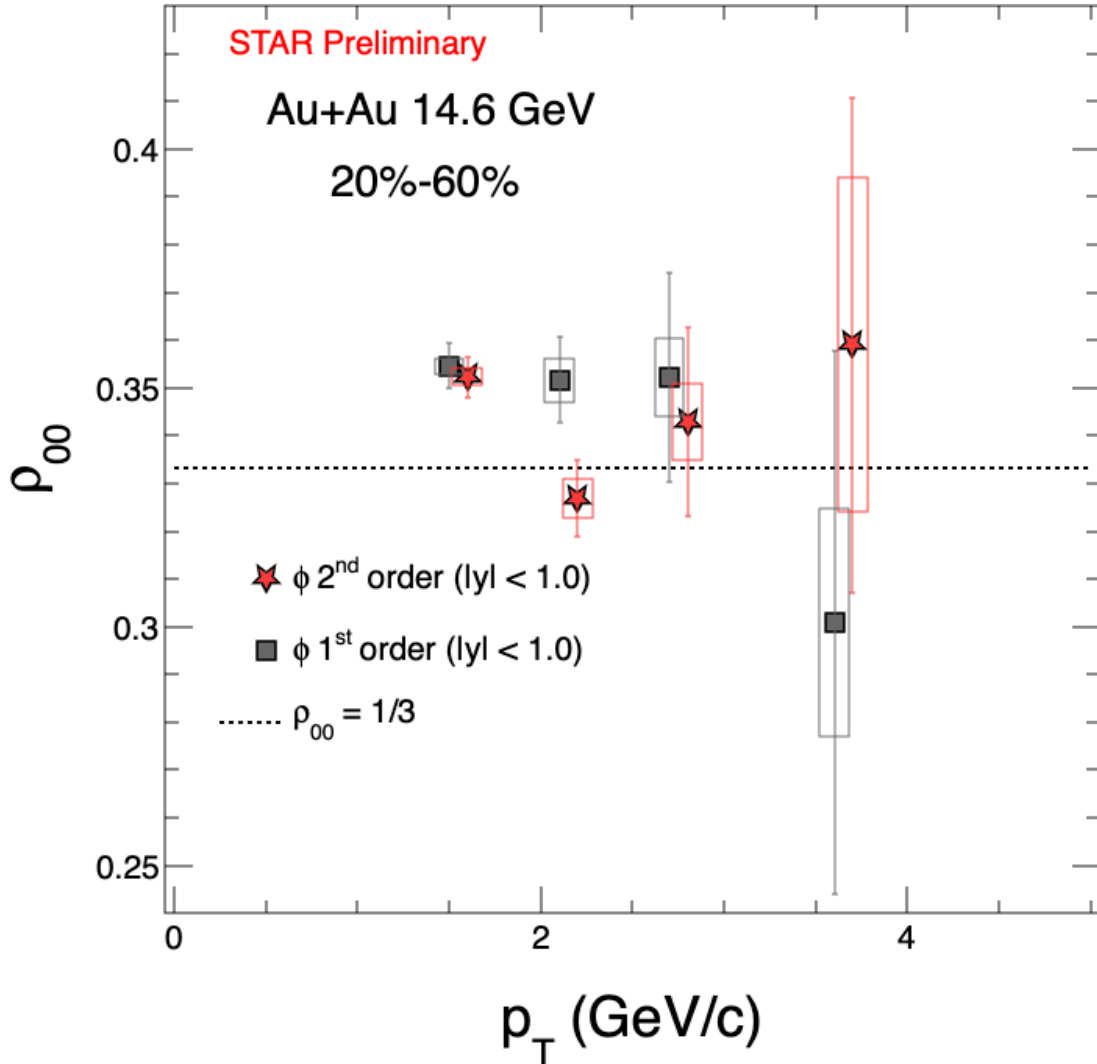 STAR Preliminary
Au+Au 14.6 GeV
20%-60%
0.4
0.35
0.3
0.25
ρ00
ϕ 2nd order (|y| < 1.0)
ϕ 1st order (|y| < 1.0)
ρ00 = 1/3
0 2 4
pT (GeV/c)